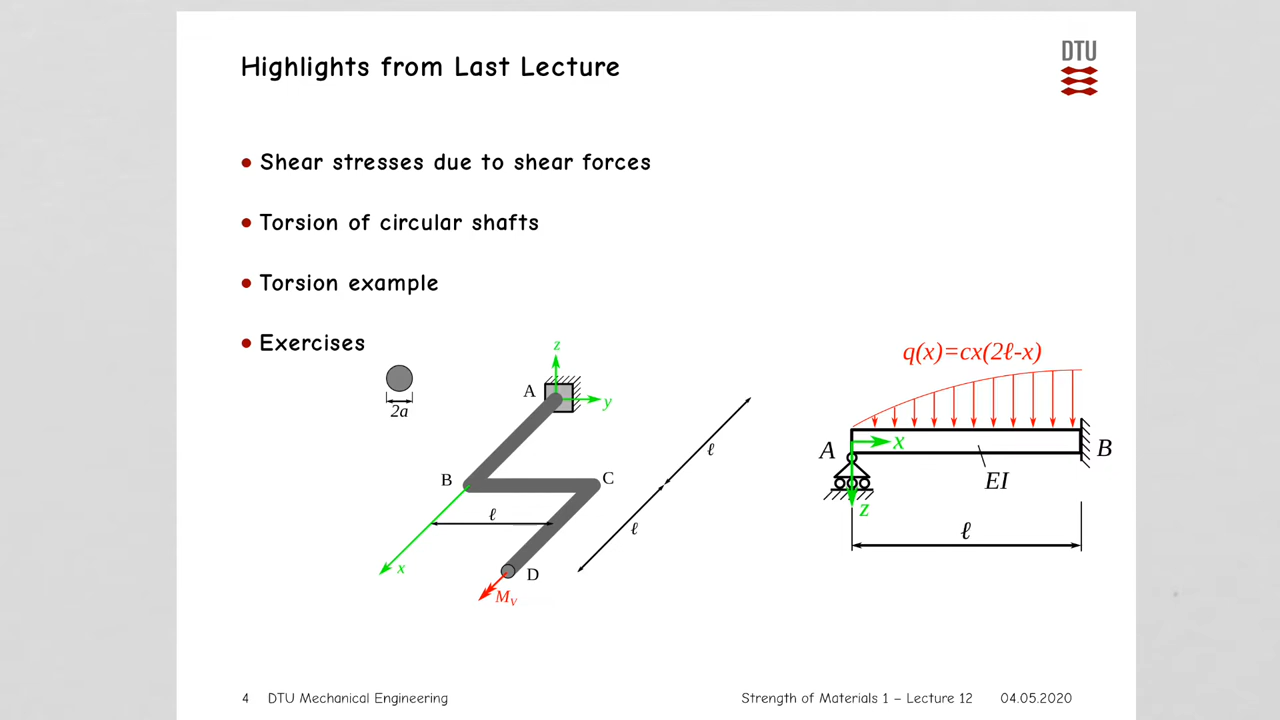 Highlights from Last Lecture
DTU
Shear stresses due to shear forces
Torsion of circular shafts
Torsion example
Exercises
2a
z
A
y
B
C
ℓ
x
D
M_V
ℓ
ℓ
q(x)=cx(2ℓ-x)
A
x
B
EI
z
ℓ
4 DTU Mechanical Engineering
Strength of Materials 1 – Lecture 12 04.05.2020